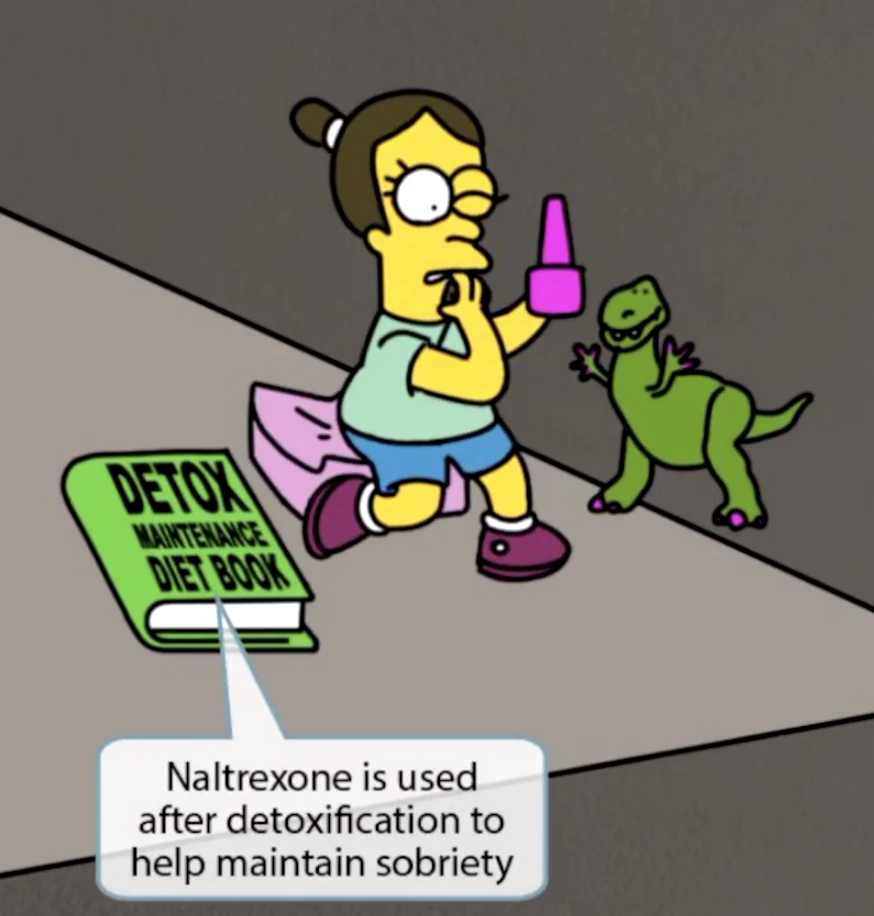 DETOX
MAINTENANCE
DIET BOOK
Naltrexone is used
after detoxification to
help maintain sobriety